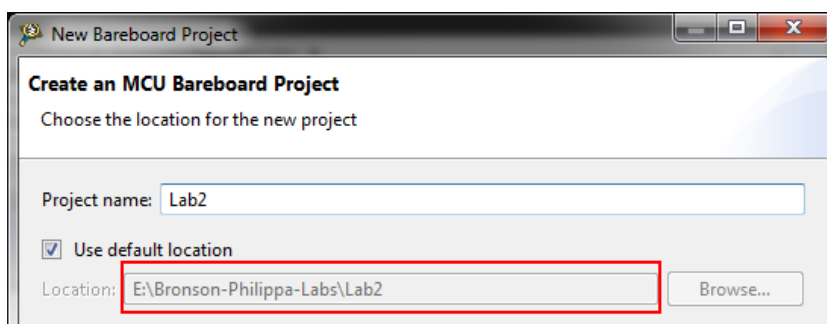 New Bareboard Project
Create an MCU Bareboard Project
Choose the location for the new project
Project name: Lab2
Use default location
Location: E:\Bronson-Philippa-Labs\Lab2 Browse...